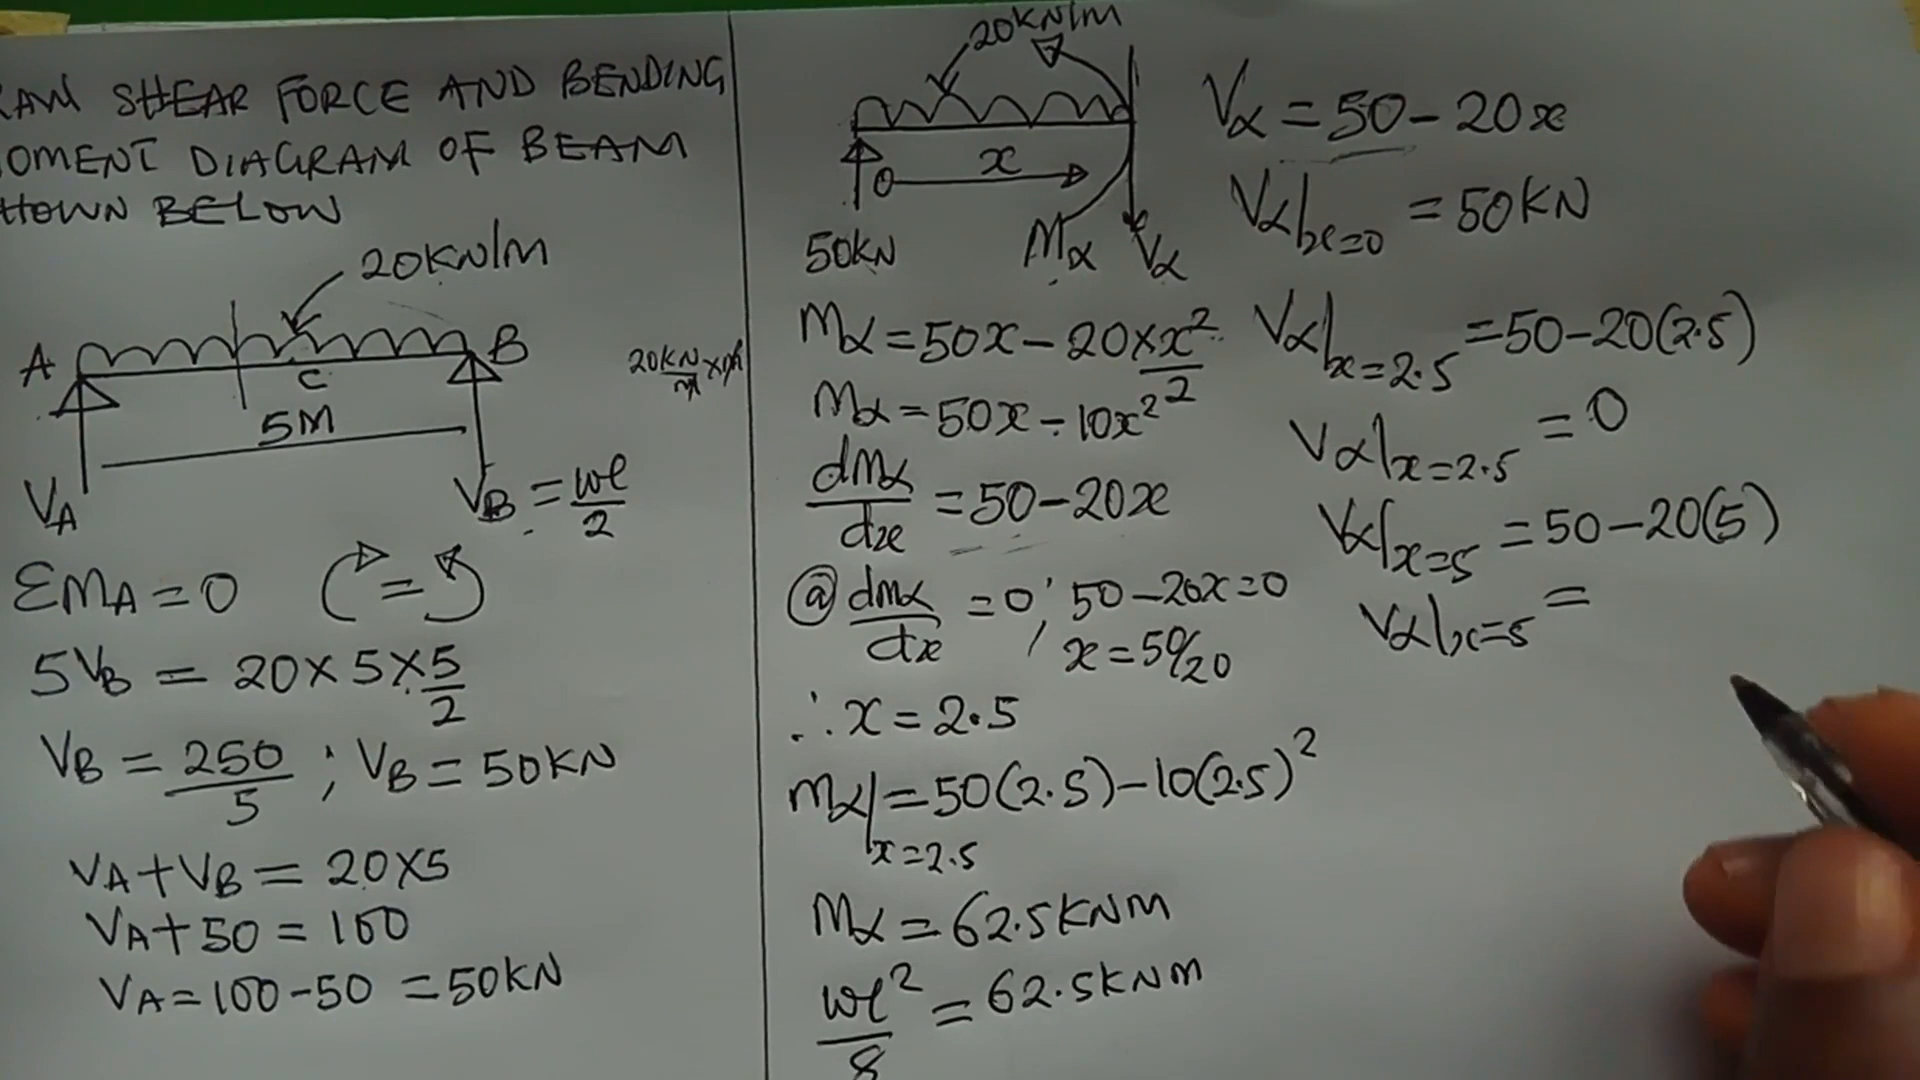 RAW SHEAR FORCE AND BENDING
OMENT DIAGRAM OF BEAM
HOWN BELOW
20KN/M
A
B
C
5M
20KN/M ×M
VA
VB = wl/2
ΣMA = 0 ( = )
5VB = 20×5×5/2
VB = 250/5 ; VB = 50KN
VA+VB = 20×5
VA+50 = 100
VA = 100-50 = 50KN
20KN/M
O
x
50KN
Mx
Vx
Mx = 50x - 20×x²/2
Mx = 50x - 10x²
dMx/dx = 50-20x
@ dMx/dx = 0 ; 50-20x=0
x = 50/20
∴ x = 2.5
Mx|x=2.5 = 50(2.5)-10(2.5)²
Mx = 62.5KNM
wl²/8 = 62.5KNM
Vx = 50-20x
Vx|x=0 = 50KN
Vx|x=2.5 = 50-20(2.5)
Vx|x=2.5 = 0
Vx|x=5 = 50-20(5)
Vx|x=5 =